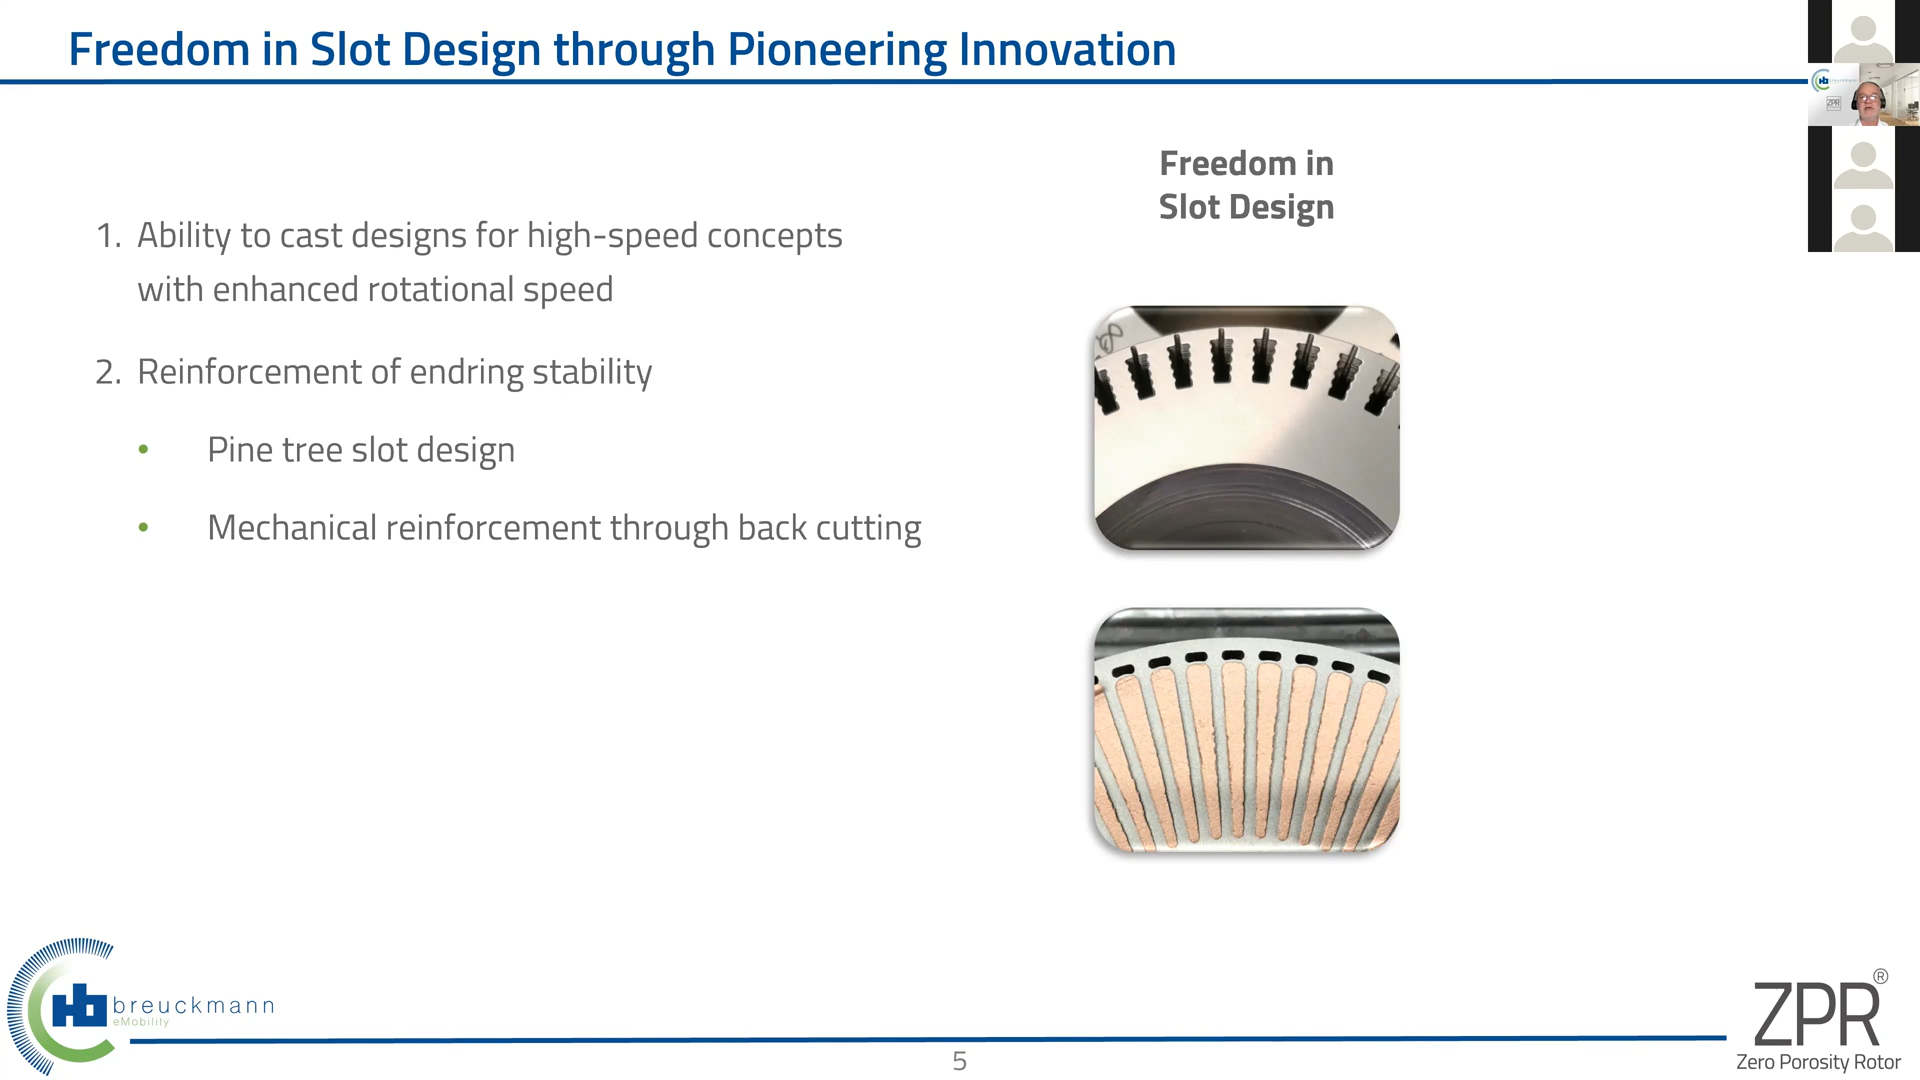 Freedom in Slot Design through Pioneering Innovation
Freedom in
Slot Design
1. Ability to cast designs for high-speed concepts
with enhanced rotational speed
2. Reinforcement of endring stability
• Pine tree slot design
• Mechanical reinforcement through back cutting
breuckmann
eMobility
5
ZPR®
Zero Porosity Rotor
ZPR